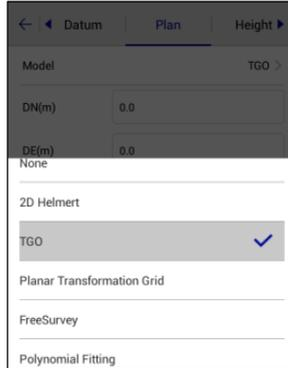 Datum Plan Height
Model TGO
DN(m) 0.0
DE(m) 0.0
None
2D Helmert
TGO
Planar Transformation Grid
FreeSurvey
Polynomial Fitting